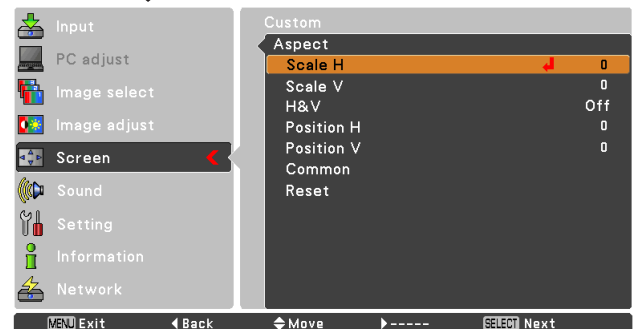 Input
PC adjust
Image select
Image adjust
Screen
Sound
Setting
Information
Network
Custom
Aspect
Scale H 0
Scale V 0
H&V Off
Position H 0
Position V 0
Common
Reset
MENU Exit Back Move ----- SELECT Next